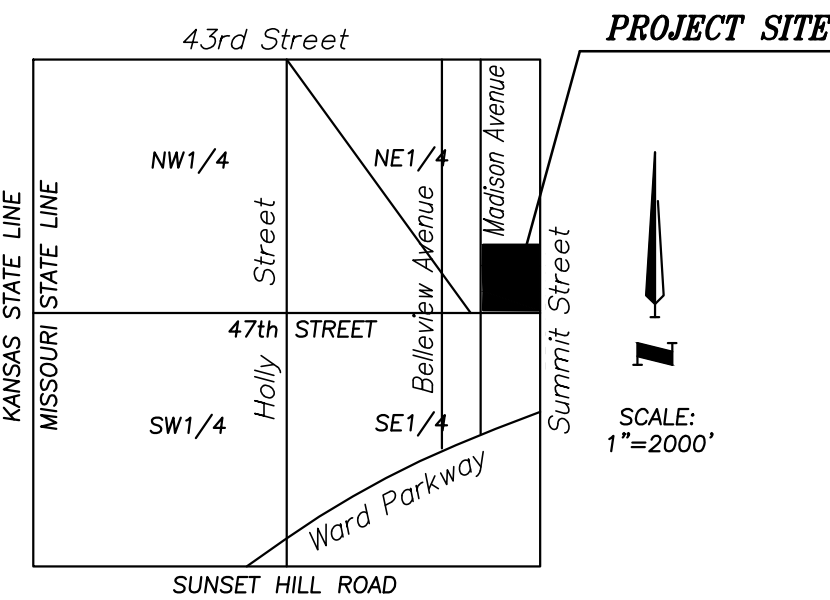 PROJECT SITE
43rd Street
NW1/4
NE1/4
Madison Avenue
KANSAS STATE LINE
MISSOURI STATE LINE
Holly Street
Belleview Avenue
Summit Street
47th STREET
N
SW1/4
SE1/4
SCALE:
1"=2000'
Ward Parkway
SUNSET HILL ROAD